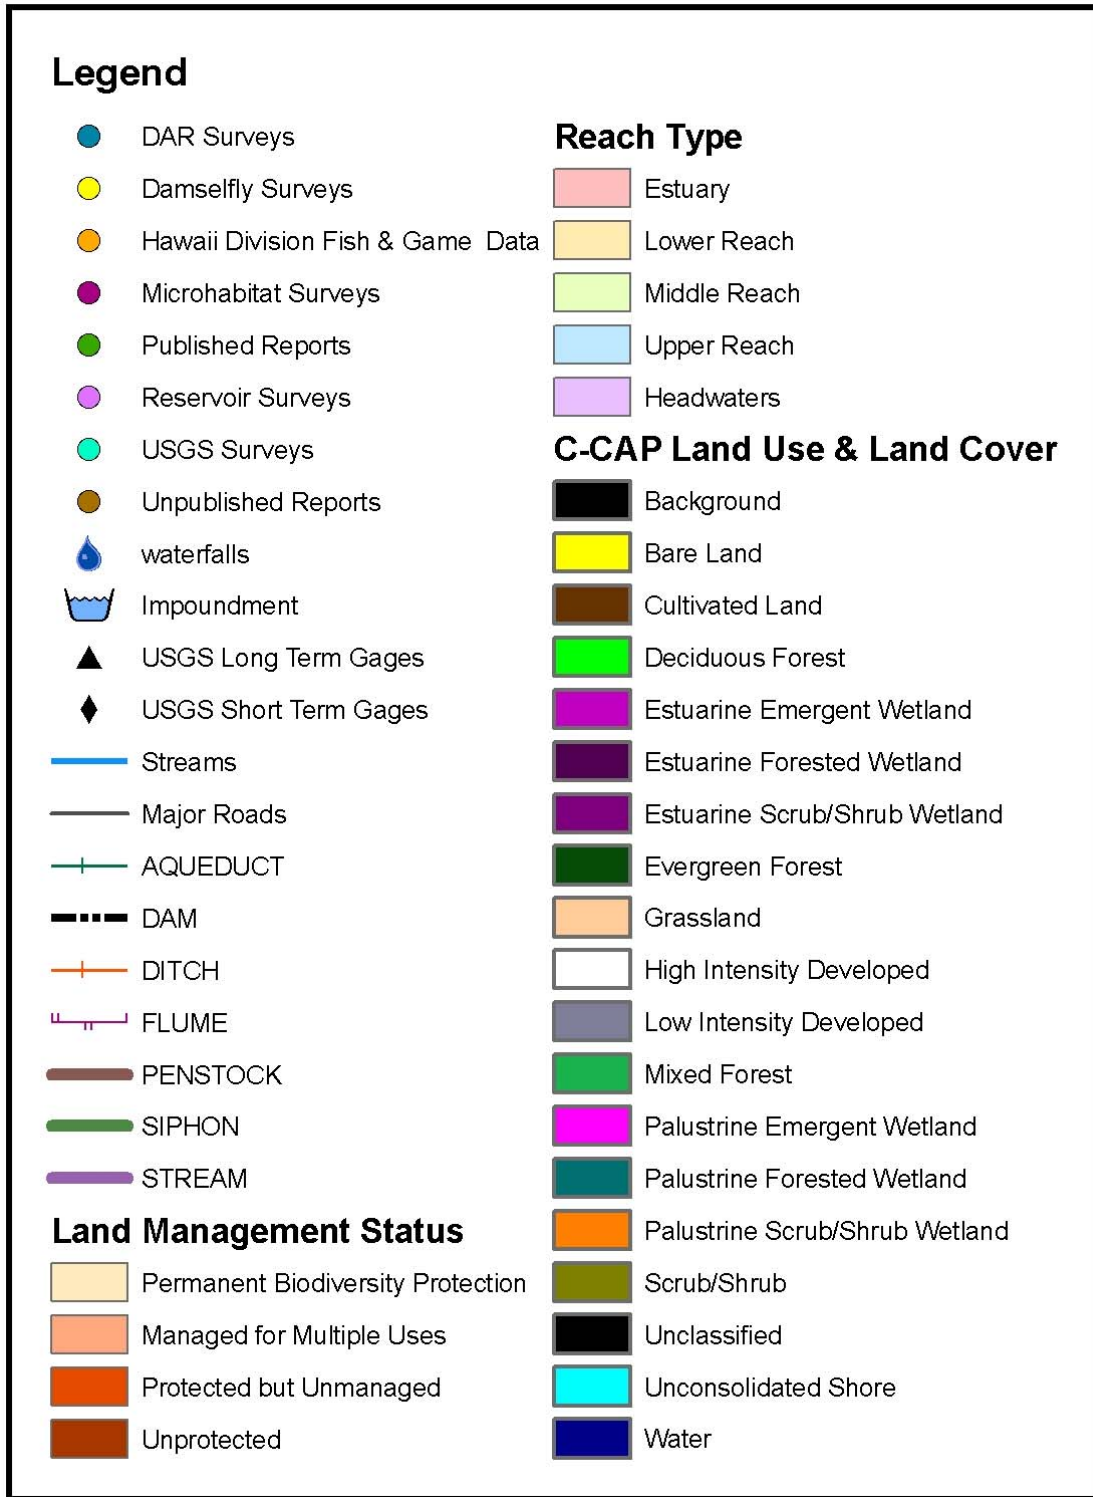 Legend
DAR Surveys
Damselfly Surveys
Hawaii Division Fish & Game  Data
Microhabitat Surveys
Published Reports
Reservoir Surveys
USGS Surveys
Unpublished Reports
waterfalls
Impoundment
USGS Long Term Gages
USGS Short Term Gages
Streams
Major Roads
AQUEDUCT
DAM
DITCH
FLUME
PENSTOCK
SIPHON
STREAM
Land Management Status
Permanent Biodiversity Protection
Managed for Multiple Uses
Protected but Unmanaged
Unprotected
Reach Type
Estuary
Lower Reach
Middle Reach
Upper Reach
Headwaters
C-CAP Land Use & Land Cover
Background
Bare Land
Cultivated Land
Deciduous Forest
Estuarine Emergent Wetland
Estuarine Forested Wetland
Estuarine Scrub/Shrub Wetland
Evergreen Forest
Grassland
High Intensity Developed
Low Intensity Developed
Mixed Forest
Palustrine Emergent Wetland
Palustrine Forested Wetland
Palustrine Scrub/Shrub Wetland
Scrub/Shrub
Unclassified
Unconsolidated Shore
Water